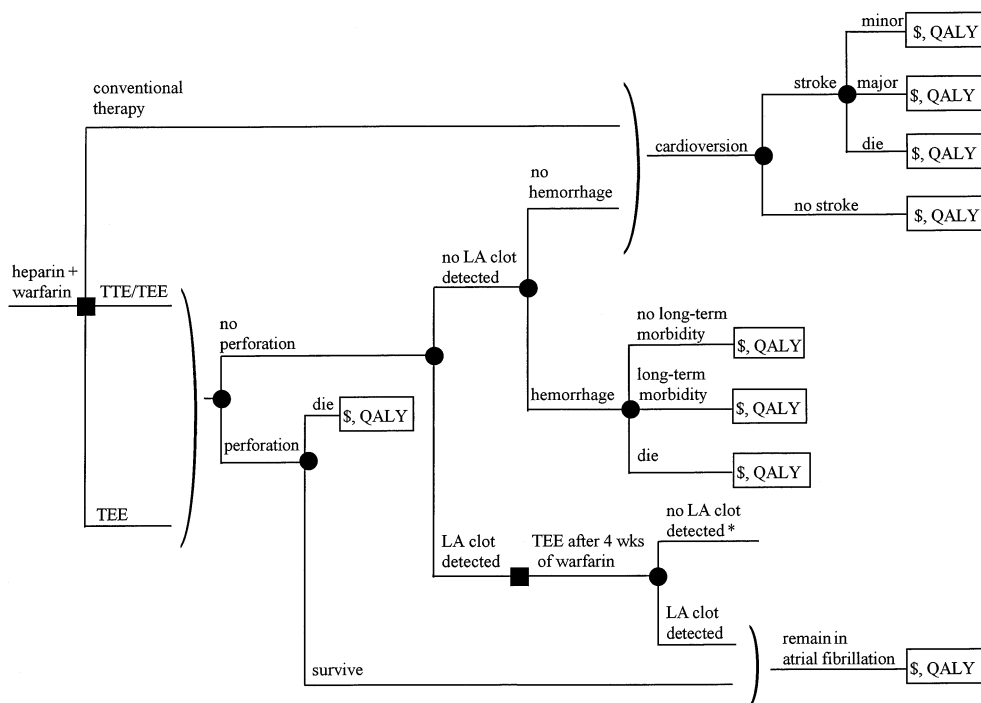 minor
$, QALY
stroke
major
$, QALY
conventional
therapy
cardioversion
die
$, QALY
no
hemorrhage
no stroke
$, QALY
no LA clot
detected
heparin +
warfarin
TTE/TEE
no
perforation
no long-term
morbidity
$, QALY
long-term
morbidity
$, QALY
hemorrhage
die
$, QALY
perforation
die
$, QALY
TEE
no LA clot
detected *
LA clot
detected
TEE after 4 wks
of warfarin
LA clot
detected
remain in
atrial fibrillation
$, QALY
survive